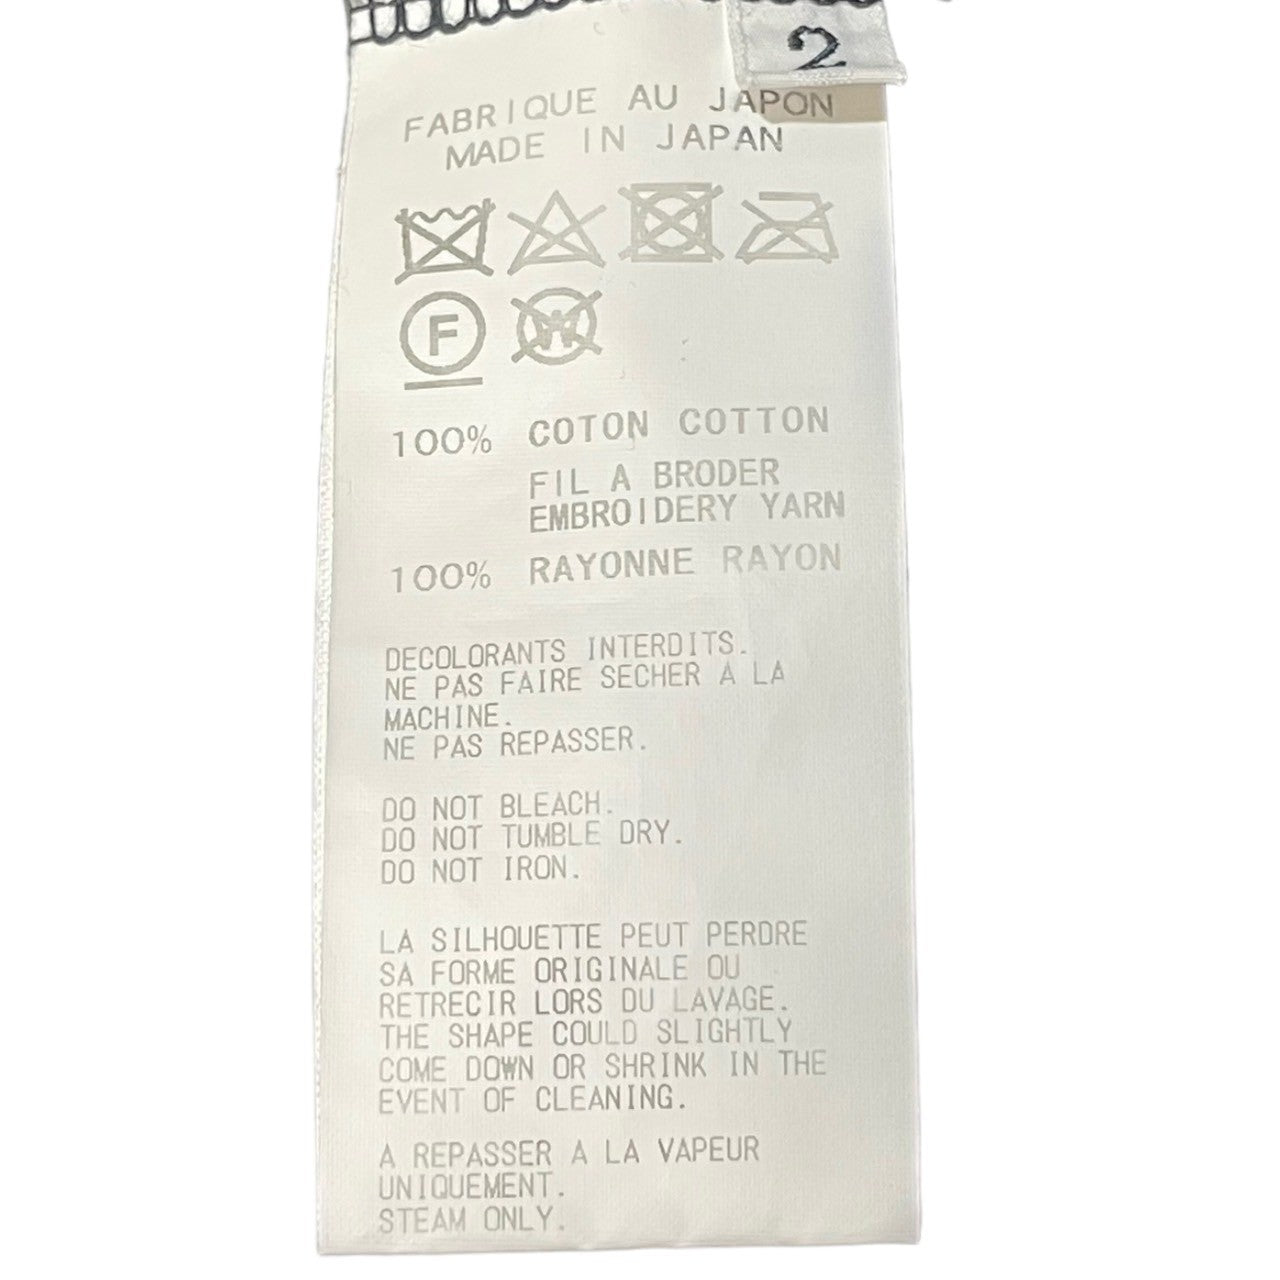 2
FABRIQUE AU JAPON
MADE IN JAPAN
F W
100% COTON COTTON
FIL A BRODER
EMBROIDERY YARN
100% RAYONNE RAYON
DECOLORANTS INTERDITS.
NE PAS FAIRE SECHER A LA
MACHINE.
NE PAS REPASSER.
DO NOT BLEACH.
DO NOT TUMBLE DRY.
DO NOT IRON.
LA SILHOUETTE PEUT PERDRE
SA FORME ORIGINALE OU
RETRECIR LORS DU LAVAGE.
THE SHAPE COULD SLIGHTLY
COME DOWN OR SHRINK IN THE
EVENT OF CLEANING.
A REPASSER A LA VAPEUR
UNIQUEMENT.
STEAM ONLY.